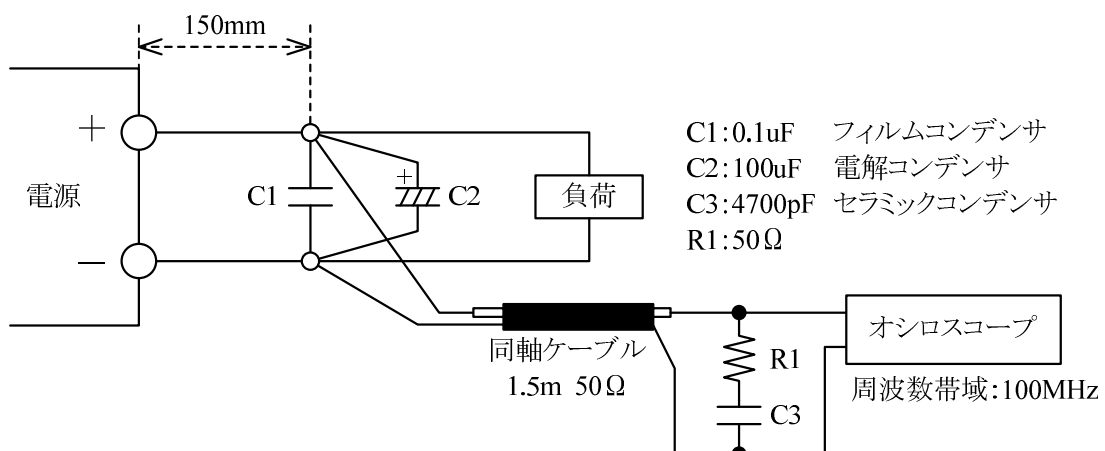 150mm
+
電源
−
C1
+
C2
負荷
C1:0.1uF フィルムコンデンサ
C2:100uF 電解コンデンサ
C3:4700pF セラミックコンデンサ
R1:50Ω
同軸ケーブル
1.5m 50Ω
R1
C3
オシロスコープ
周波数帯域:100MHz